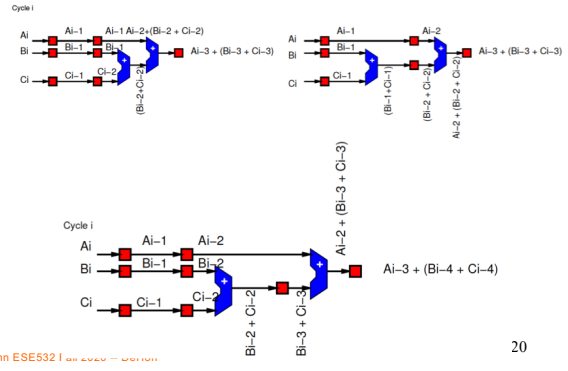 Cycle i
Ai Ai−1 Ai−1 Ai−2+(Bi−2 + Ci−2)
Bi Bi−1 Bi−1
Ci Ci−1 Ci−2
(Bi−2+Ci−2)
Ai−3 + (Bi−3 + Ci−3)
Ai Ai−1 Ai−2
Bi Bi−1
Ci Ci−1
(Bi−1+Ci−1)
(Bi−2 + Ci−2)
Ai−2 + (Bi−2 + Ci−2)
Ai−3 + (Bi−3 + Ci−3)
Cycle i
Ai Ai−1 Ai−2
Bi Bi−1 Bi−2
Ci Ci−1 Ci−2
Bi−2 + Ci−2
Bi−3 + Ci−3
Ai−2 + (Bi−3 + Ci−3)
Ai−3 + (Bi−4 + Ci−4)
20
ESE532